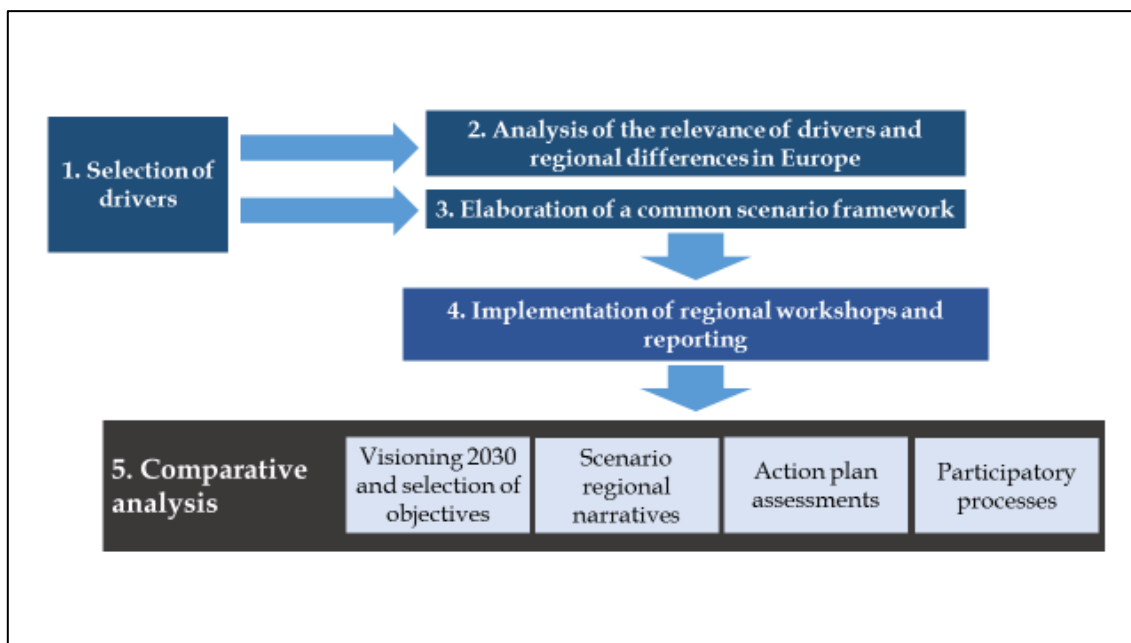 1. Selection of
drivers
2. Analysis of the relevance of drivers and
regional differences in Europe
3. Elaboration of a common scenario framework
4. Implementation of regional workshops and
reporting
5. Comparative
analysis
Visioning 2030
and selection of
objectives
Scenario
regional
narratives
Action plan
assessments
Participatory
processes